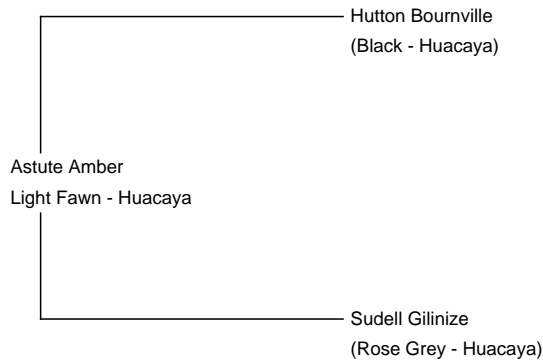 Hutton Bournville
(Black - Huacaya)
Astute Amber
Light Fawn - Huacaya
Sudell Gilinize
(Rose Grey - Huacaya)